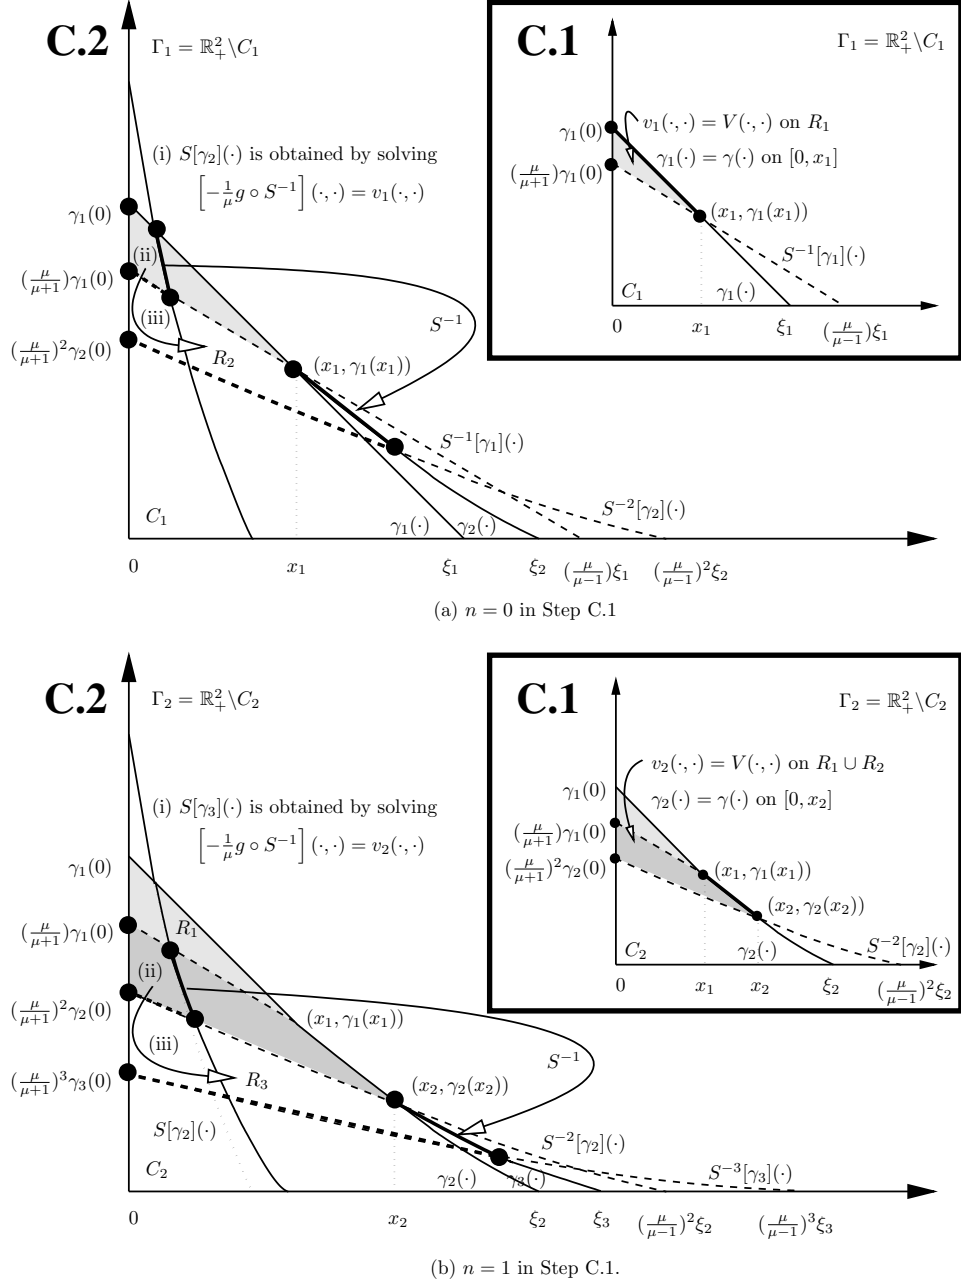 C.2
Γ₁ = ℝ²₊\C₁
(i) S[γ₂](·) is obtained by solving
[−(1/μ)g ∘ S⁻¹] (·, ·) = v₁(·, ·)
γ₁(0)
(ii)
(μ/(μ+1))γ₁(0)
(iii)
S⁻¹
(μ/(μ+1))²γ₂(0)
R₂
(x₁, γ₁(x₁))
S⁻¹[γ₁](·)
S⁻²[γ₂](·)
C₁
γ₁(·)
γ₂(·)
0
x₁
ξ₁
ξ₂
(μ/(μ−1))ξ₁
(μ/(μ−1))²ξ₂
C.1
Γ₁ = ℝ²₊\C₁
v₁(·, ·) = V(·, ·) on R₁
γ₁(0)
γ₁(·) = γ(·) on [0, x₁]
(μ/(μ+1))γ₁(0)
(x₁, γ₁(x₁))
S⁻¹[γ₁](·)
C₁
γ₁(·)
0
x₁
ξ₁
(μ/(μ−1))ξ₁
(a) n = 0 in Step C.1
C.2
Γ₂ = ℝ²₊\C₂
(i) S[γ₃](·) is obtained by solving
[−(1/μ)g ∘ S⁻¹] (·, ·) = v₂(·, ·)
γ₁(0)
R₁
(μ/(μ+1))γ₁(0)
(ii)
(μ/(μ+1))²γ₂(0)
(x₁, γ₁(x₁))
(iii)
S⁻¹
(μ/(μ+1))³γ₃(0)
R₃
(x₂, γ₂(x₂))
S[γ₂](·)
S⁻²[γ₂](·)
S⁻³[γ₃](·)
C₂
γ₂(·)
γ₃(·)
0
x₂
ξ₂
ξ₃
(μ/(μ−1))²ξ₂
(μ/(μ−1))³ξ₃
C.1
Γ₂ = ℝ²₊\C₂
v₂(·, ·) = V(·, ·) on R₁ ∪ R₂
γ₁(0)
γ₂(·) = γ(·) on [0, x₂]
(μ/(μ+1))γ₁(0)
(μ/(μ+1))²γ₂(0)
(x₁, γ₁(x₁))
(x₂, γ₂(x₂))
S⁻²[γ₂](·)
C₂
γ₂(·)
0
x₁
x₂
ξ₂
(μ/(μ−1))²ξ₂
(b) n = 1 in Step C.1.